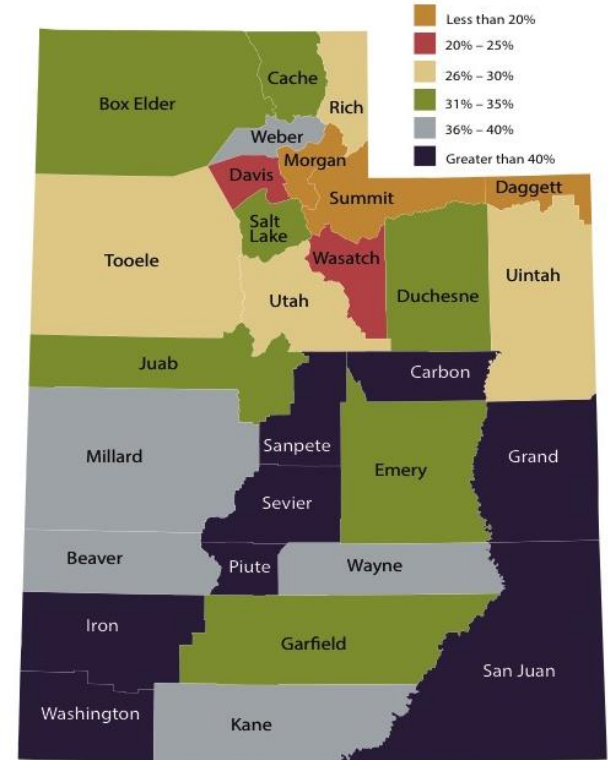 Less than 20%
20% – 25%
26% – 30%
31% – 35%
36% – 40%
Greater than 40%
Cache
Box Elder
Rich
Weber
Morgan
Davis
Daggett
Summit
Salt
Lake
Wasatch
Tooele
Uintah
Utah
Duchesne
Juab
Carbon
Sanpete
Millard
Grand
Emery
Sevier
Beaver
Piute
Wayne
Iron
Garfield
San Juan
Washington
Kane